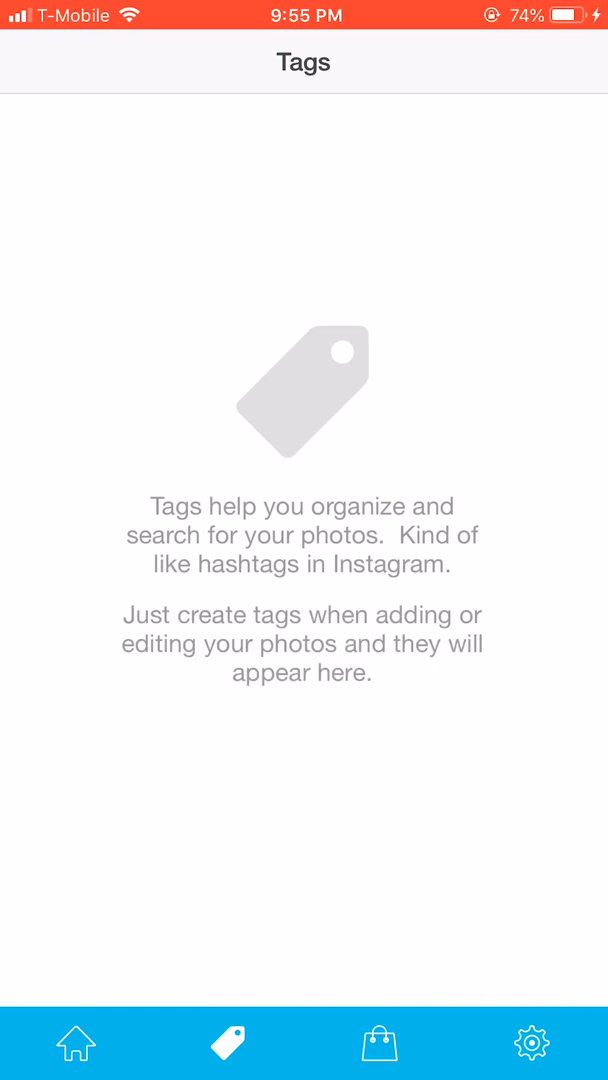 T-Mobile 9:55 PM 74%
Tags
Tags help you organize and
search for your photos.  Kind of
like hashtags in Instagram.
Just create tags when adding or
editing your photos and they will
appear here.